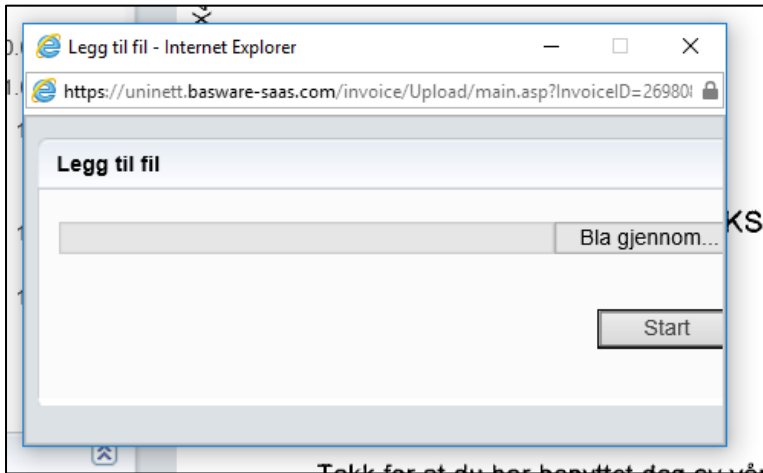 Legg til fil - Internet Explorer
https://uninett.basware-saas.com/invoice/Upload/main.asp?InvoiceID=26980
Legg til fil
KS
Bla gjennom...
Start
Takk for at du har benyttet deg av vår